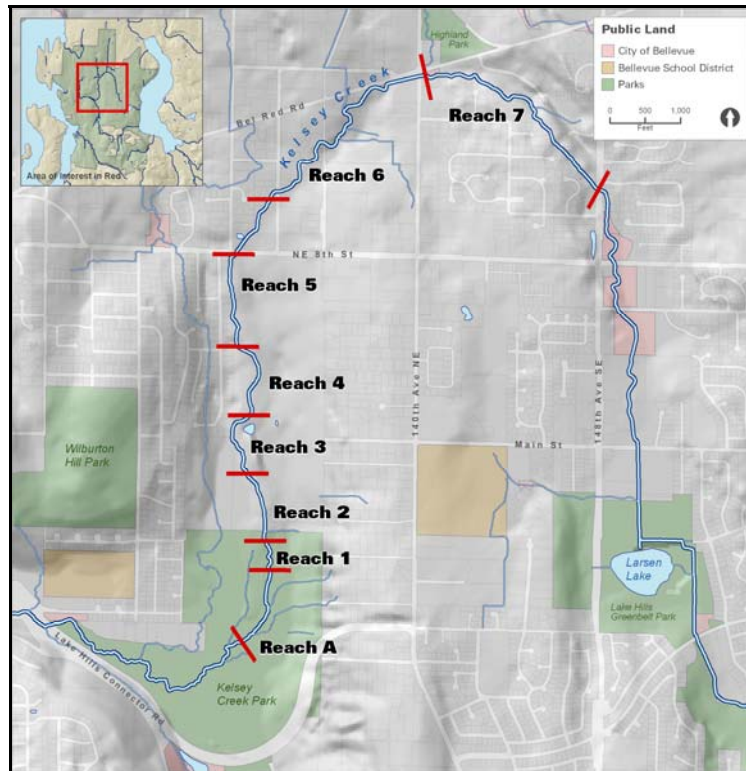 Highland
Park
Public Land
City of Bellevue
Bellevue School District
Parks
0 500 1,000
Feet
Area of Interest in Red
Bel Red Rd
Kelsey Creek
Reach 7
Reach 6
NE 8th St
Reach 5
Reach 4
140th Ave NE
148th Ave SE
Reach 3
Main St
Wilburton
Hill Park
Reach 2
Reach 1
Larsen
Lake
Lake Hills
Greenbelt Park
Reach A
Lake Hills
Connector Rd
Kelsey
Creek Park